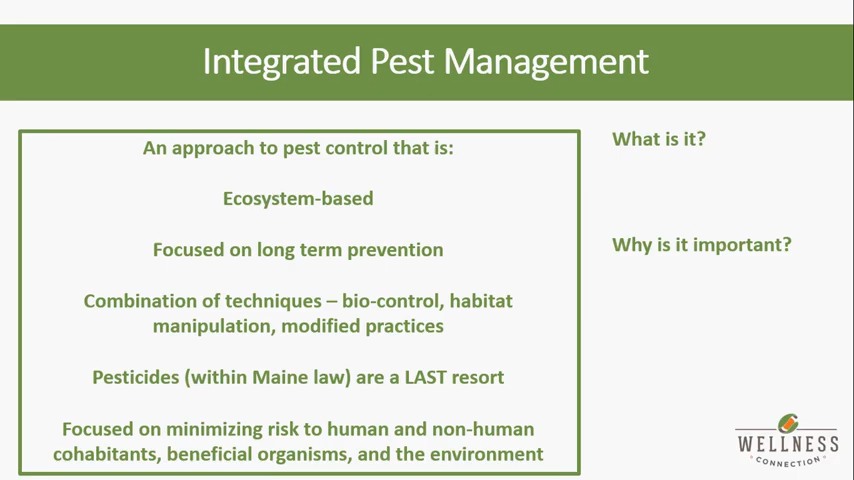 Integrated Pest Management
An approach to pest control that is:
Ecosystem-based
Focused on long term prevention
Combination of techniques – bio-control, habitat
manipulation, modified practices
Pesticides (within Maine law) are a LAST resort
Focused on minimizing risk to human and non-human
cohabitants, beneficial organisms, and the environment
What is it?
Why is it important?
WELLNESS
CONNECTION